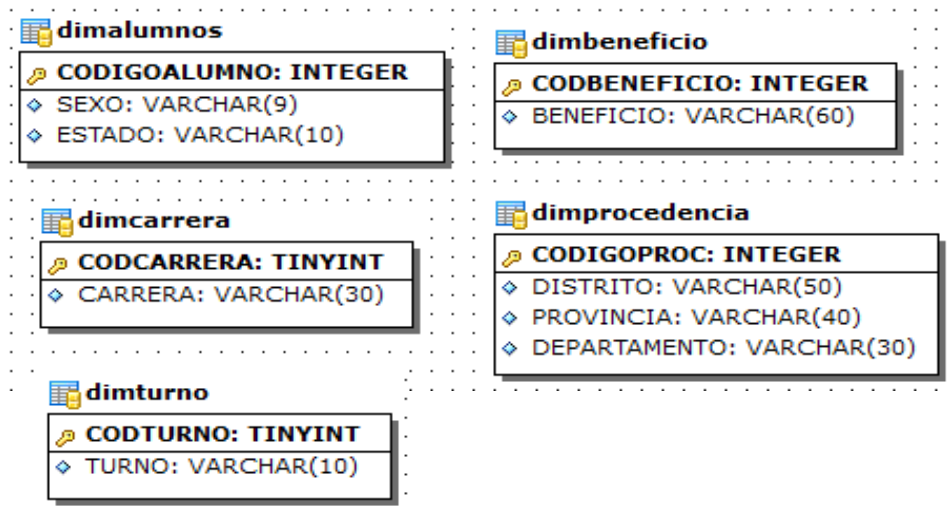 dimalumnos
CODIGOALUMNO: INTEGER
SEXO: VARCHAR(9)
ESTADO: VARCHAR(10)
dimbeneficio
CODBENEFICIO: INTEGER
BENEFICIO: VARCHAR(60)
dimcarrera
CODCARRERA: TINYINT
CARRERA: VARCHAR(30)
dimprocedencia
CODIGOPROC: INTEGER
DISTRITO: VARCHAR(50)
PROVINCIA: VARCHAR(40)
DEPARTAMENTO: VARCHAR(30)
dimturno
CODTURNO: TINYINT
TURNO: VARCHAR(10)